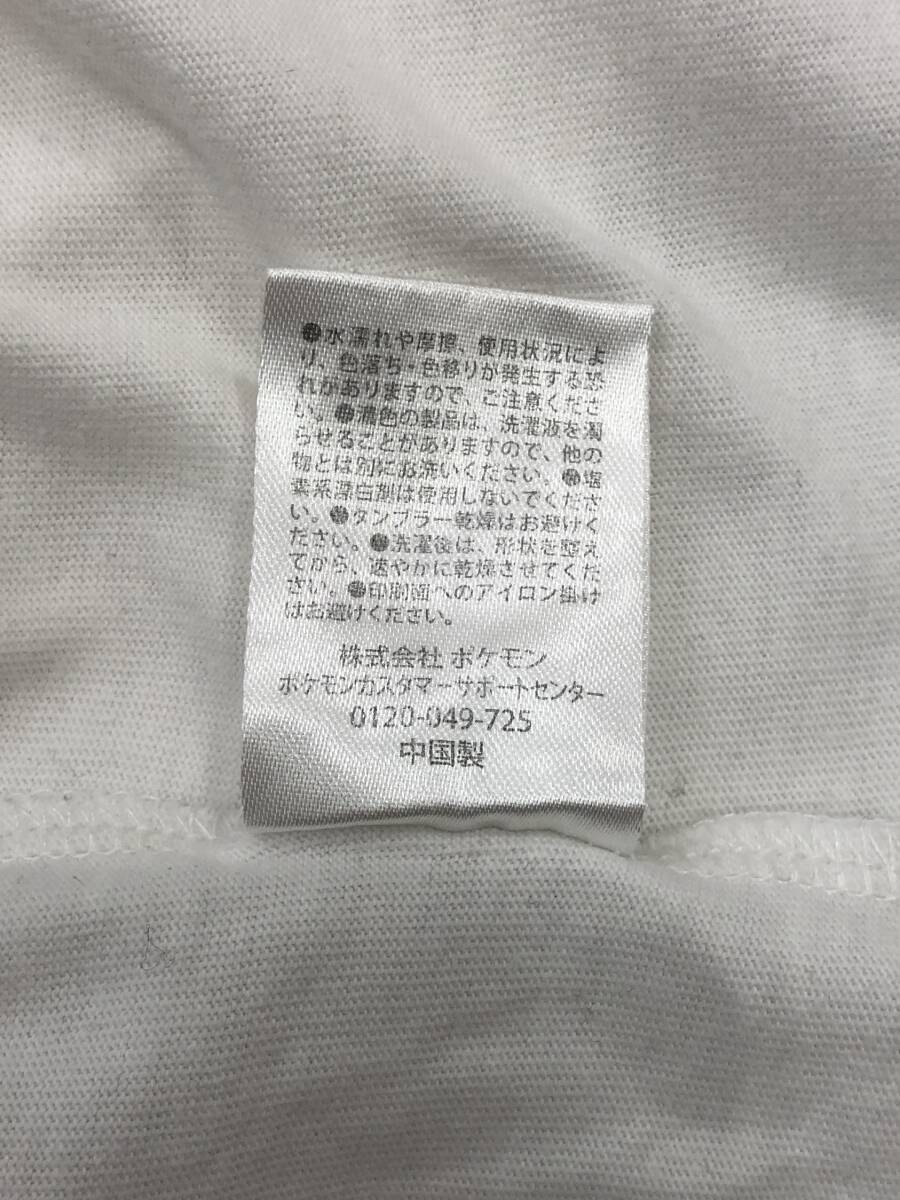 ●水濡れや摩擦、使用状況によ
り、色落ち・色移りが発生する恐
れがありますので、ご注意くださ
い。●濃色の製品は、洗濯液を濁
らせることがありますので、他の
物とは別にお洗いください。●塩
素系漂白剤は使用しないでくださ
い。●タンブラー乾燥はお避けく
ださい。●洗濯後は、形状を整え
てから、速やかに乾燥させてくだ
さい。●印刷面へのアイロン掛け
はお避けください。
株式会社 ポケモン
ポケモンカスタマーサポートセンター
0120-049-725
中国製